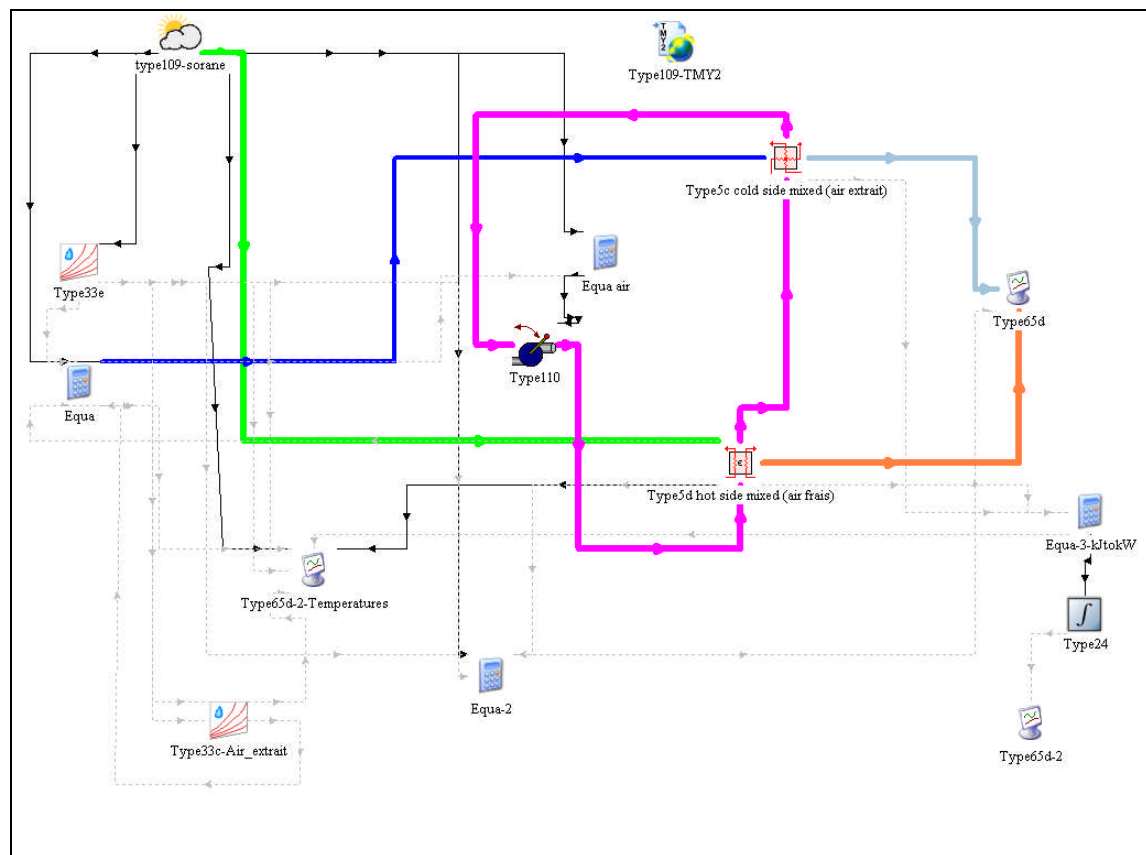 type109-sorane
TMY2
Type109-TMY2
Type5c cold side mixed (air extrait)
Type33e
Equa air
Type65d
Type110
Equa
ε
Type5d hot side mixed (air frais)
Equa-3-kJtokW
Type65d-2-Temperatures
∫
Type24
Equa-2
Type33c-Air_extrait
Type65d-2